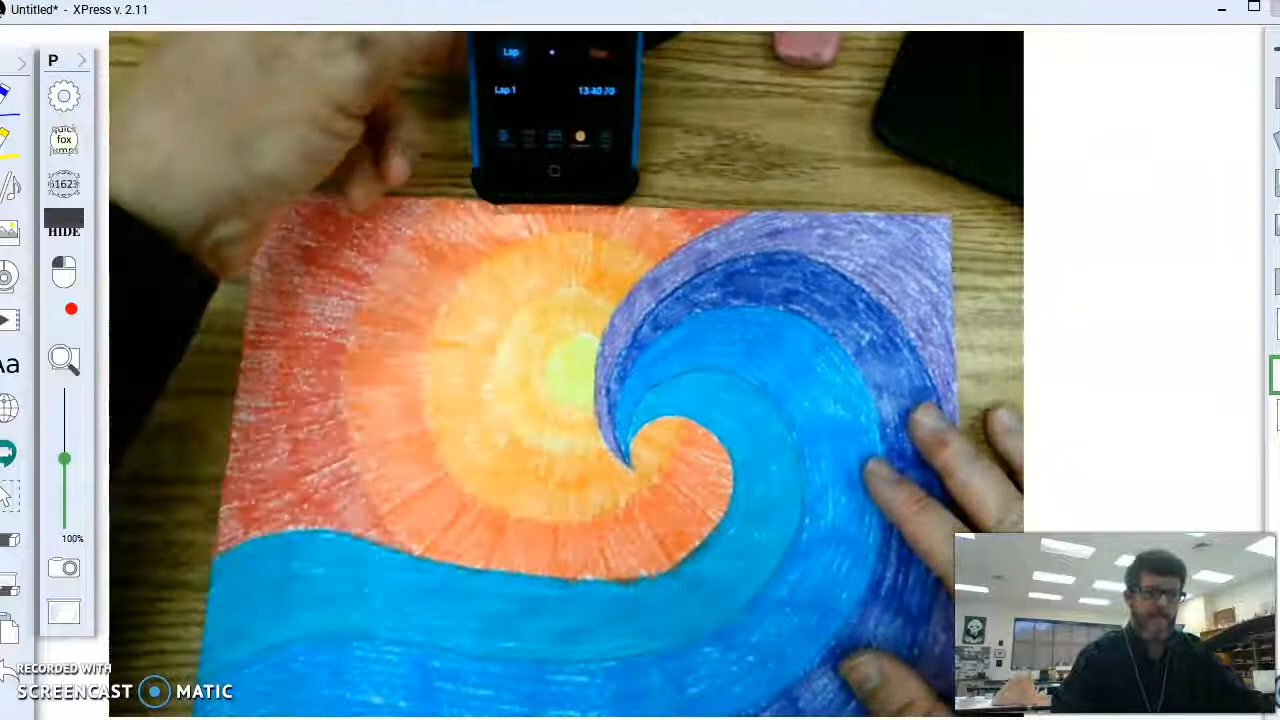 Untitled* - XPress v. 2.11
P
quick
fox
jumps
51623
HIDE
Aa
100%
Lap
Lap 1
13:40.70
RECORDED WITH
SCREENCAST MATIC